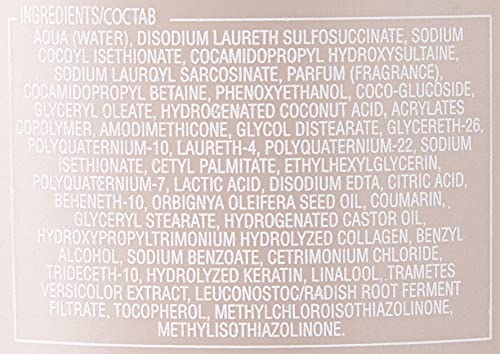 INGREDIENTS/СОСТАВ
AQUA (WATER), DISODIUM LAURETH SULFOSUCCINATE, SODIUM
COCOYL ISETHIONATE, COCAMIDOPROPYL HYDROXYSULTAINE,
SODIUM LAUROYL SARCOSINATE, PARFUM (FRAGRANCE),
COCAMIDOPROPYL BETAINE, PHENOXYETHANOL, COCO-GLUCOSIDE,
GLYCERYL OLEATE, HYDROGENATED COCONUT ACID, ACRYLATES
COPOLYMER, AMODIMETHICONE, GLYCOL DISTEARATE, GLYCERETH-26,
POLYQUATERNIUM-10, LAURETH-4, POLYQUATERNIUM-22, SODIUM
ISETHIONATE, CETYL PALMITATE, ETHYLHEXYLGLYCERIN,
POLYQUATERNIUM-7, LACTIC ACID, DISODIUM EDTA, CITRIC ACID,
BEHENETH-10, ORBIGNYA OLEIFERA SEED OIL, COUMARIN,
GLYCERYL STEARATE, HYDROGENATED CASTOR OIL,
HYDROXYPROPYLTRIMONIUM HYDROLYZED COLLAGEN, BENZYL
ALCOHOL, SODIUM BENZOATE, CETRIMONIUM CHLORIDE,
TRIDECETH-10, HYDROLYZED KERATIN, LINALOOL, TRAMETES
VERSICOLOR EXTRACT, LEUCONOSTOC/RADISH ROOT FERMENT
FILTRATE, TOCOPHEROL, METHYLCHLOROISOTHIAZOLINONE,
METHYLISOTHIAZOLINONE.